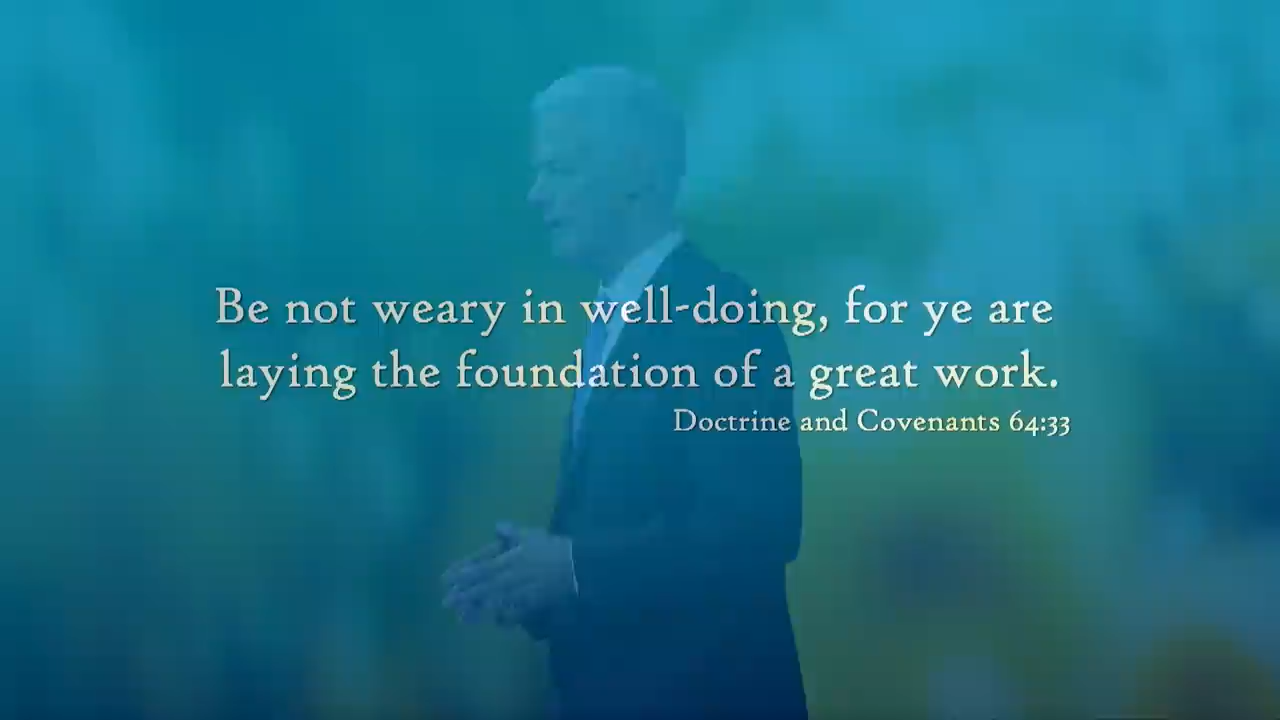 Be not weary in well-doing, for ye are
laying the foundation of a great work.
Doctrine and Covenants 64:33